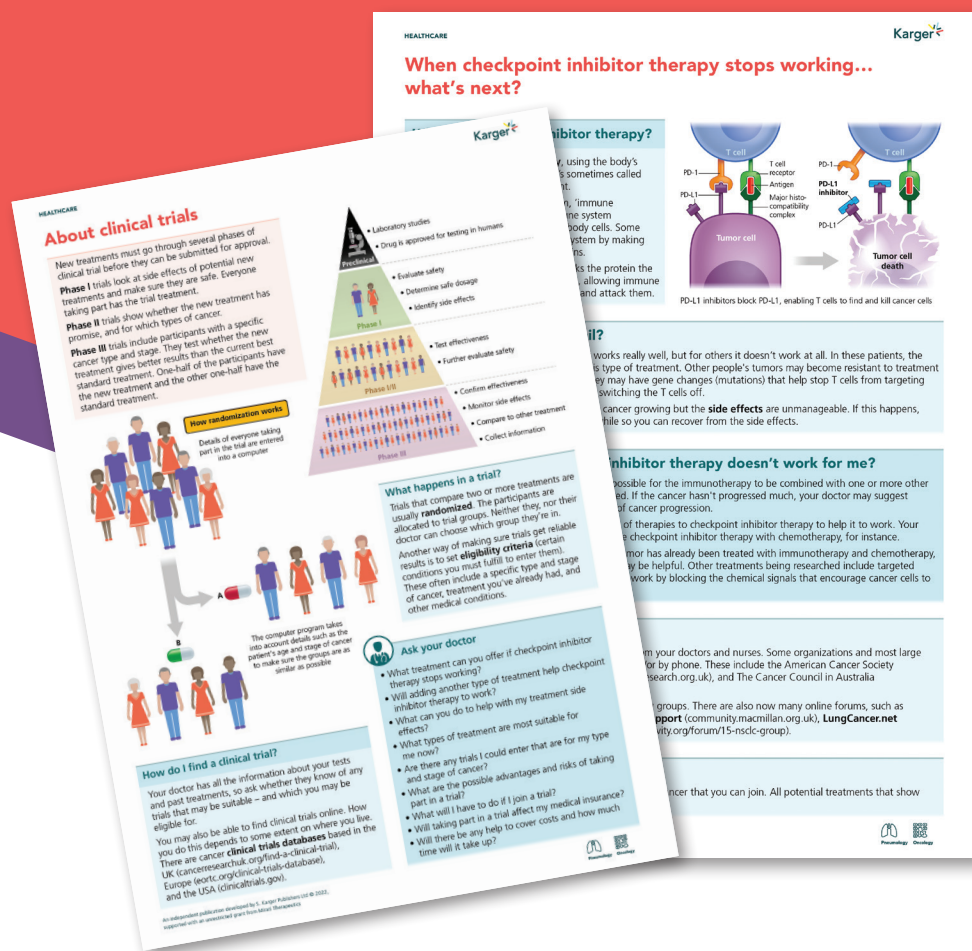 HEALTHCARE
Karger
When checkpoint inhibitor therapy stops working…
what's next?
hibitor therapy?
, using the body's
s sometimes called
nt.
n, 'immune
ne system
body cells. Some
ystem by making
ns.
ks the protein the
, allowing immune
and attack them.
T cell
PD-1
PD-L1
T cell
receptor
Antigen
Major histo-
compatibility
complex
Tumor cell
T cell
PD-1
PD-L1
inhibitor
PD-L1
Tumor cell
death
PD-L1 inhibitors block PD-L1, enabling T cells to find and kill cancer cells
il?
works really well, but for others it doesn't work at all. In these patients, the
s type of treatment. Other people's tumors may become resistant to treatment
ey may have gene changes (mutations) that help stop T cells from targeting
switching the T cells off.
cancer growing but the side effects are unmanageable. If this happens,
while so you can recover from the side effects.
inhibitor therapy doesn't work for me?
possible for the immunotherapy to be combined with one or more other
ed. If the cancer hasn't progressed much, your doctor may suggest
of cancer progression.
of therapies to checkpoint inhibitor therapy to help it to work. Your
e checkpoint inhibitor therapy with chemotherapy, for instance.
mor has already been treated with immunotherapy and chemotherapy,
ay be helpful. Other treatments being researched include targeted
work by blocking the chemical signals that encourage cancer cells to
m your doctors and nurses. Some organizations and most large
or by phone. These include the American Cancer Society
esearch.org.uk), and The Cancer Council in Australia
groups. There are also now many online forums, such as
pport (community.macmillan.org.uk), LungCancer.net
vity.org/forum/15-nsclc-group).
ncer that you can join. All potential treatments that show
Pneumology
Oncology
HEALTHCARE
Karger
About clinical trials
New treatments must go through several phases of
clinical trial before they can be submitted for approval.
Phase I trials look at side effects of potential new
treatments and make sure they are safe. Everyone
taking part has the trial treatment.
Phase II trials show whether the new treatment has
promise, and for which types of cancer.
Phase III trials include participants with a specific
cancer type and stage. They test whether the new
treatment gives better results than the current best
standard treatment. One-half of the participants have
the new treatment and the other one-half have the
standard treatment.
Preclinical
• Laboratory studies
• Drug is approved for testing in humans
Phase I
• Evaluate safety
• Determine safe dosage
• Identify side effects
Phase I/II
• Test effectiveness
• Further evaluate safety
Phase III
• Confirm effectiveness
• Monitor side effects
• Compare to other treatment
• Collect information
How randomization works
Details of everyone taking
part in the trial are entered
into a computer
A
B
The computer program takes
into account details such as the
patient's age and stage of cancer
to make sure the groups are as
similar as possible
What happens in a trial?
Trials that compare two or more treatments are
usually randomized. The participants are
allocated to trial groups. Neither they, nor their
doctor can choose which group they're in.
Another way of making sure trials get reliable
results is to set eligibility criteria (certain
conditions you must fulfill to enter them).
These often include a specific type and stage
of cancer, treatment you've already had, and
other medical conditions.
Ask your doctor
• What treatment can you offer if checkpoint inhibitor
therapy stops working?
• Will adding another type of treatment help checkpoint
inhibitor therapy to work?
• What can you do to help with my treatment side
effects?
• What types of treatment are most suitable for
me now?
• Are there any trials I could enter that are for my type
and stage of cancer?
• What are the possible advantages and risks of taking
part in a trial?
• What will I have to do if I join a trial?
• Will taking part in a trial affect my medical insurance?
• Will there be any help to cover costs and how much
time will it take up?
How do I find a clinical trial?
Your doctor has all the information about your tests
and past treatments, so ask whether they know of any
trials that may be suitable – and which you may be
eligible for.
You may also be able to find clinical trials online. How
you do this depends to some extent on where you live.
There are cancer clinical trials databases based in the
UK (cancerresearchuk.org/find-a-clinical-trial),
Europe (eortc.org/clinical-trials-database),
and the USA (clinicaltrials.gov).
An independent publication developed by S. Karger Publishers Ltd © 2022,
supported with an unrestricted grant from Mirati Therapeutics
Pneumology
Oncology